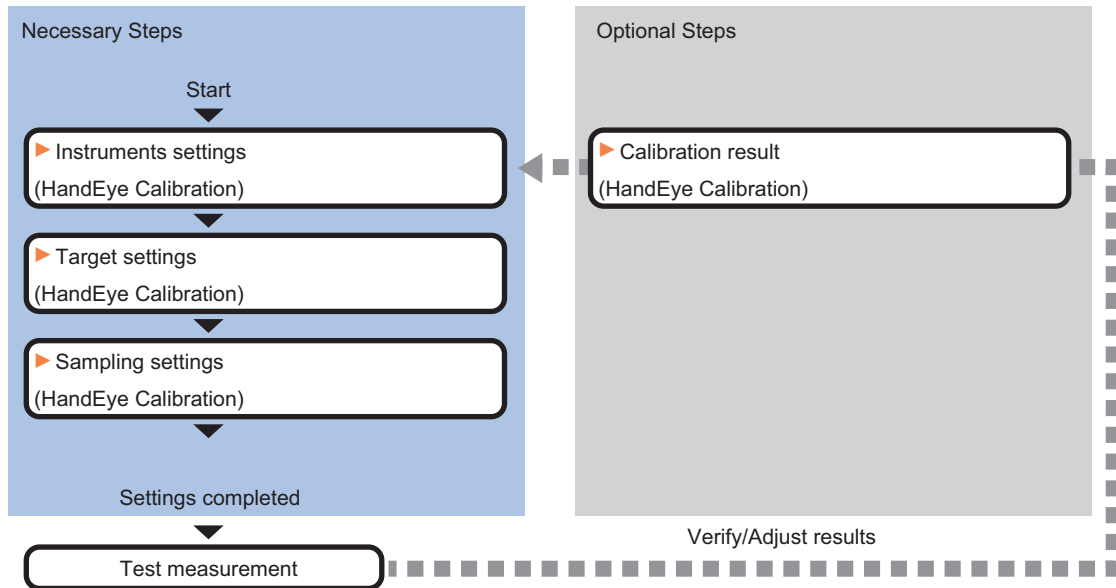 Necessary Steps
Start
Instruments settings
(HandEye Calibration)
Target settings
(HandEye Calibration)
Sampling settings
(HandEye Calibration)
Settings completed
Test measurement
Optional Steps
Calibration result
(HandEye Calibration)
Verify/Adjust results